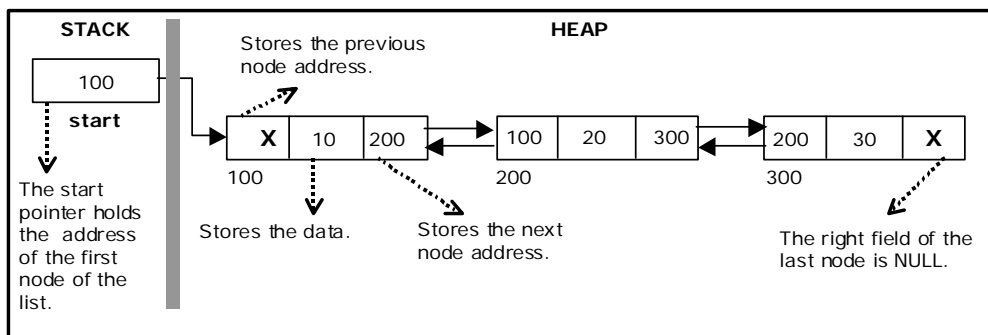 STACK
HEAP
100
start
The start
pointer holds
the address
of the first
node of the
list.
Stores the previous
node address.
X 10 200
100
100 20 300
200
200 30 X
300
Stores the data.
Stores the next
node address.
The right field of the
last node is NULL.